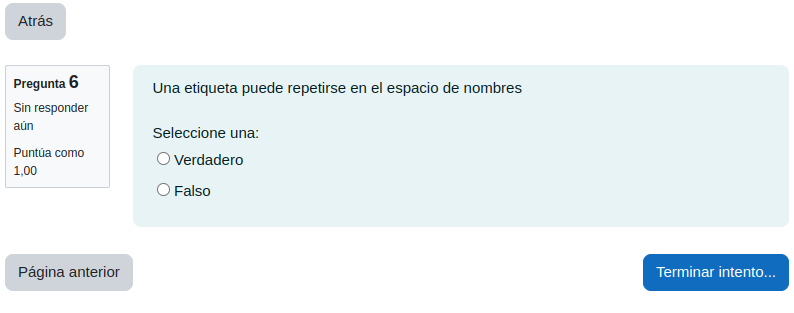 Atrás
Pregunta 6
Sin responder
aún
Puntúa como
1,00
Una etiqueta puede repetirse en el espacio de nombres
Seleccione una:
Verdadero
Falso
Página anterior
Terminar intento...